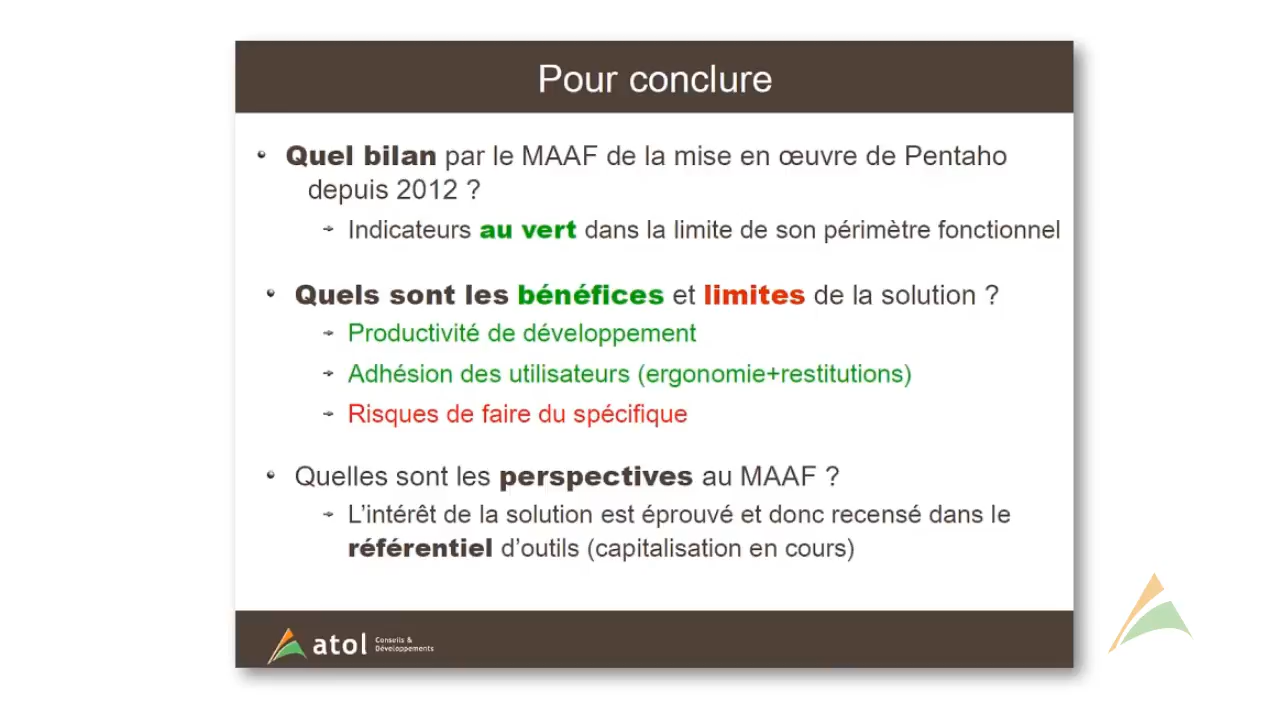 Pour conclure
• Quel bilan par le MAAF de la mise en œuvre de Pentaho
depuis 2012 ?
→ Indicateurs au vert dans la limite de son périmètre fonctionnel
• Quels sont les bénéfices et limites de la solution ?
→ Productivité de développement
→ Adhésion des utilisateurs (ergonomie+restitutions)
→ Risques de faire du spécifique
• Quelles sont les perspectives au MAAF ?
→ L’intérêt de la solution est éprouvé et donc recensé dans le
référentiel d’outils (capitalisation en cours)
atol Conseils &
Développements